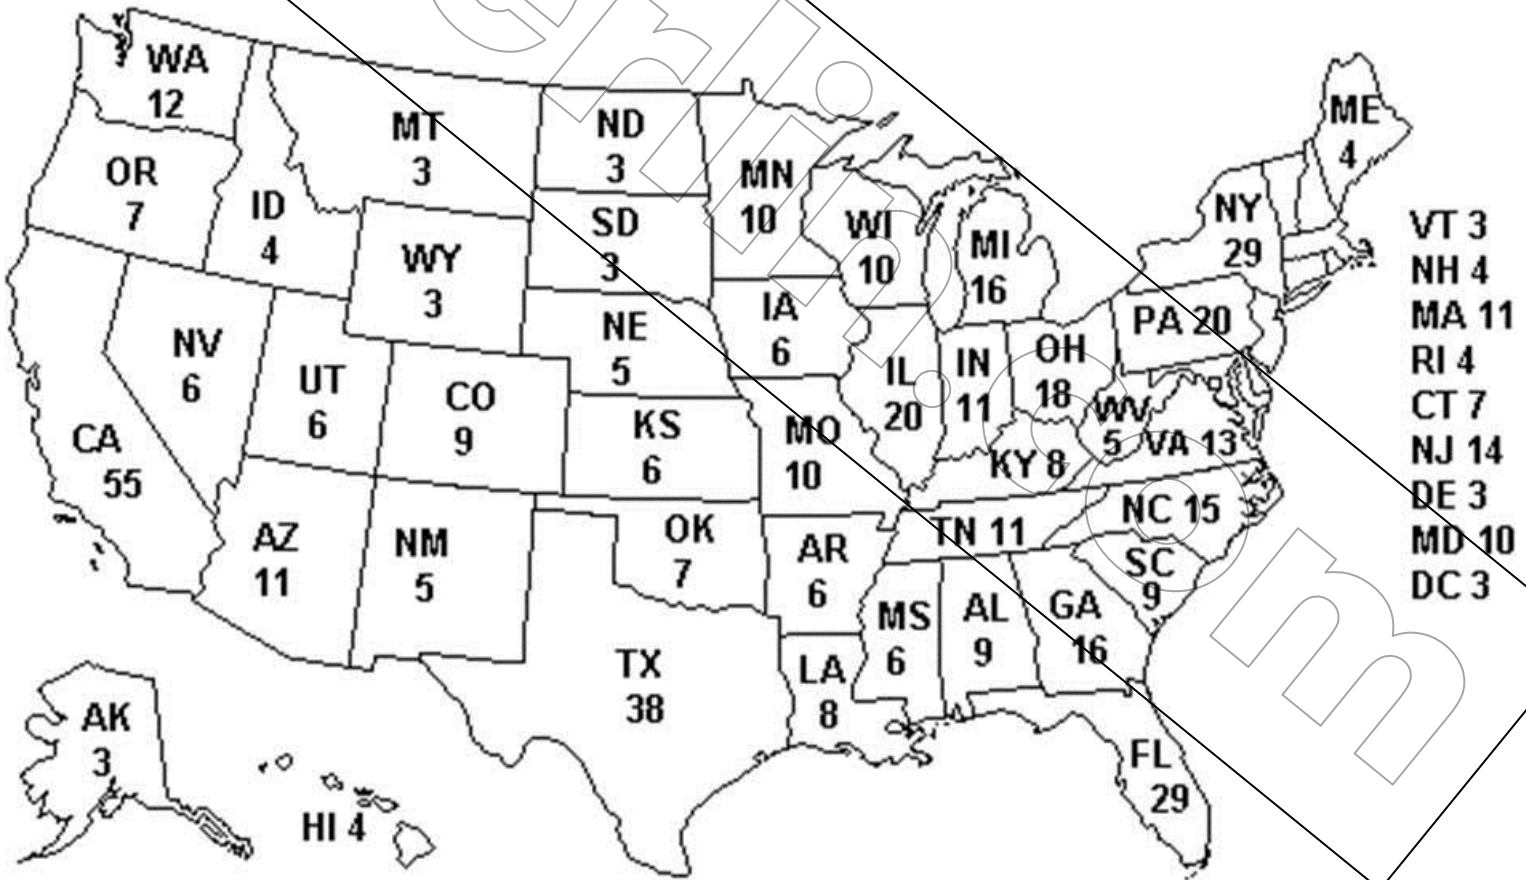 WA
12
OR
7
ID
4
MT
3
ND
3
SD
3
MN
10
WI
10
MI
16
WY
3
NE
5
IA
6
NV
6
UT
6
CO
9
KS
6
MO
10
IL
20
IN
11
OH
18
PA 20
NY
29
ME
4
CA
55
AZ
11
NM
5
OK
7
AR
6
TN 11
KY 8
WV
5
VA 13
NC 15
SC
9
MS
6
AL
9
GA
16
TX
38
LA
8
FL
29
AK
3
HI 4
VT 3
NH 4
MA 11
RI 4
CT 7
NJ 14
DE 3
MD 10
DC 3